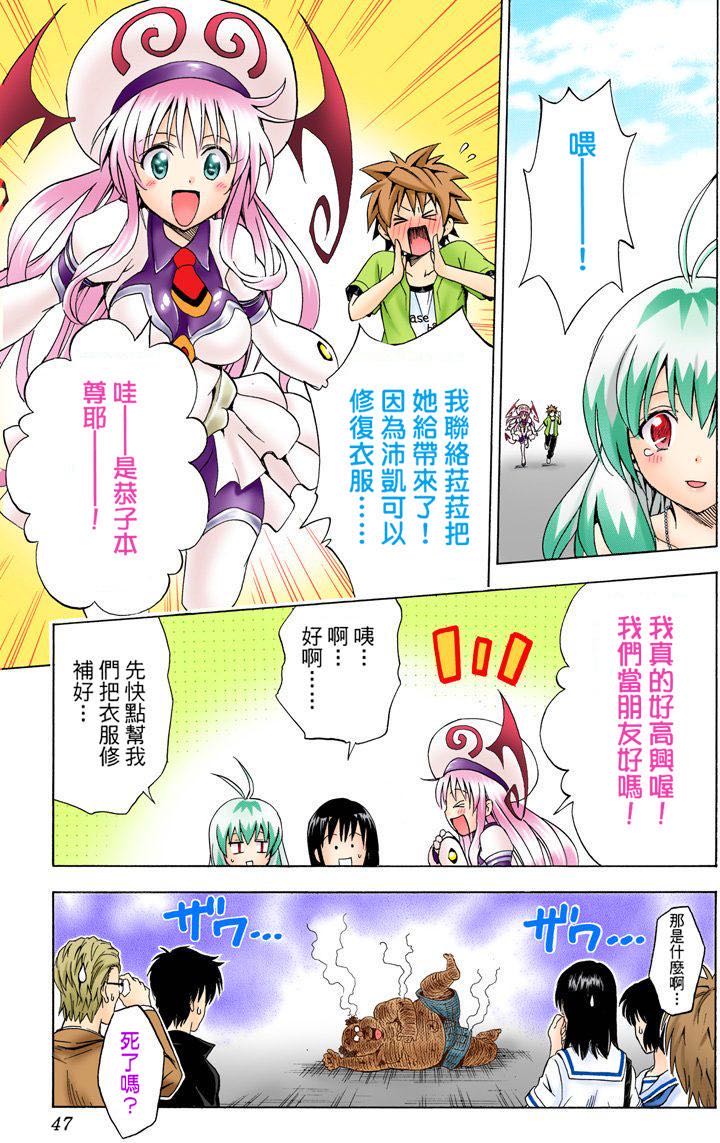 喂
——！
我聯絡菈菈把
她給帶來了！
因為沛凱可以
修復衣服……
ease
哇——是恭子本
尊耶——！
我真的好高興喔！
我們當朋友好嗎！
咦…
啊…
好啊……
先快點幫我
們把衣服修
補好…
那是什麼啊…
ザワ…
ザワ…
死了嗎？
47